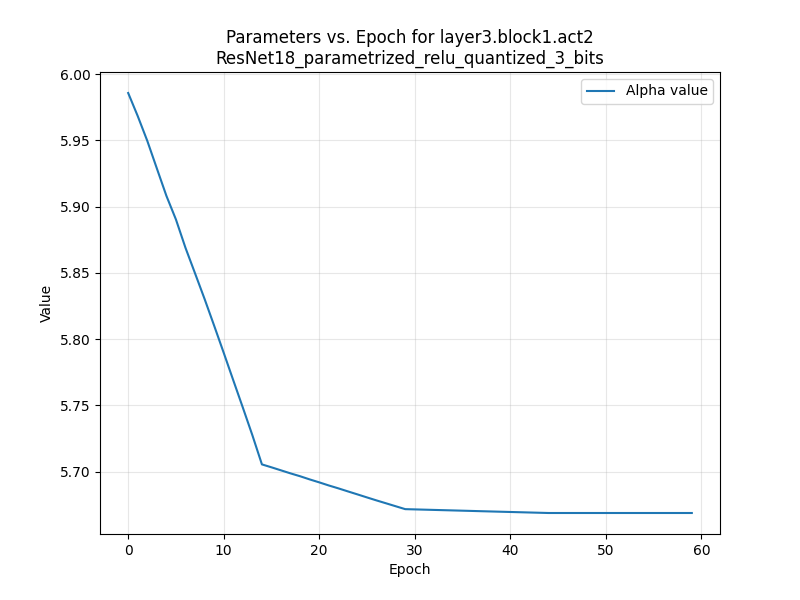 Parameters vs. Epoch for layer3.block1.act2
ResNet18_parametrized_relu_quantized_3_bits
Alpha value
6.00
5.95
5.90
5.85
5.80
5.75
5.70
Value
0 10 20 30 40 50 60
Epoch